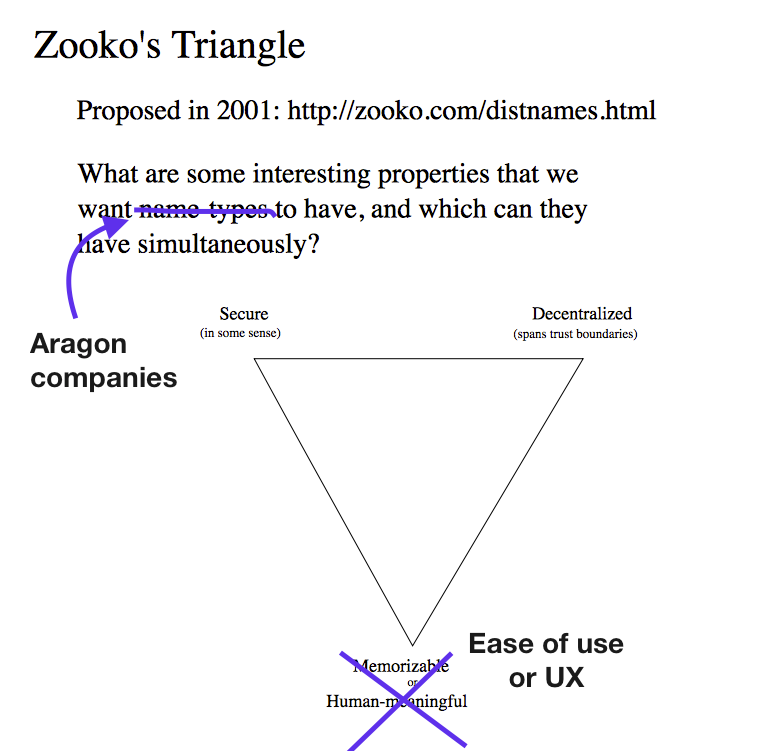 Zooko's Triangle
Proposed in 2001: http://zooko.com/distnames.html
What are some interesting properties that we
want name types to have, and which can they
have simultaneously?
Aragon
companies
Secure
(in some sense)
Decentralized
(spans trust boundaries)
Memorizable
or
Human-meaningful
Ease of use
or UX